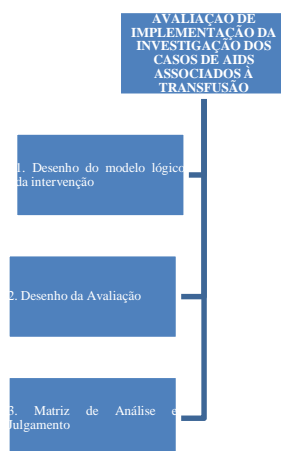 AVALIAÇÃO DE
IMPLEMENTAÇÃO DA
INVESTIGAÇÃO DOS
CASOS DE AIDS
ASSOCIADOS À
TRANSFUSÃO
1. Desenho do modelo lógico
da intervenção
2. Desenho da Avaliação
3. Matriz de Análise e
Julgamento